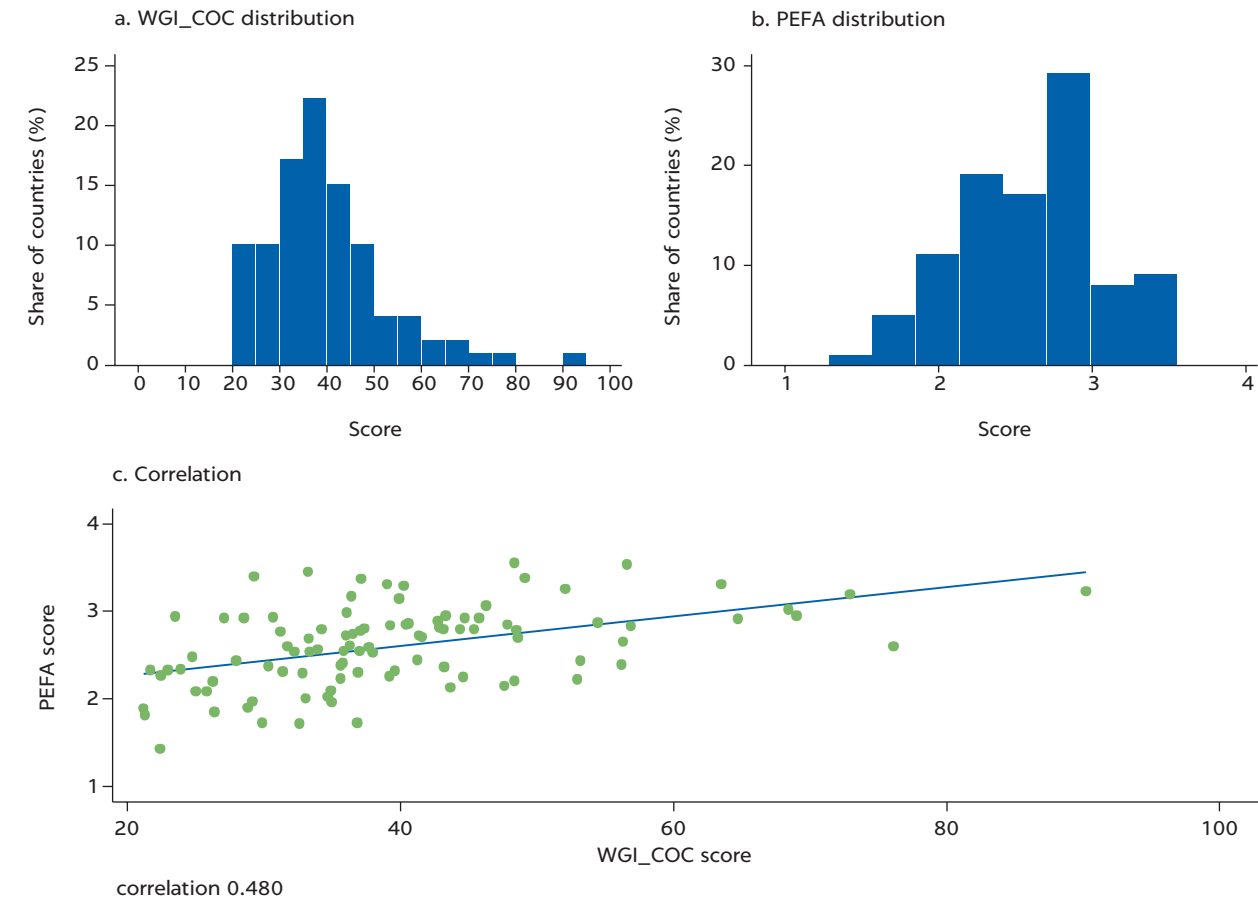 a. WGI_COC distribution
Share of countries (%)
25
20
15
10
5
0
0 10 20 30 40 50 60 70 80 90 100
Score
b. PEFA distribution
Share of countries (%)
30
20
10
0
1 2 3 4
Score
c. Correlation
PEFA score
4
3
2
1
20 40 60 80 100
WGI_COC score
correlation 0.480